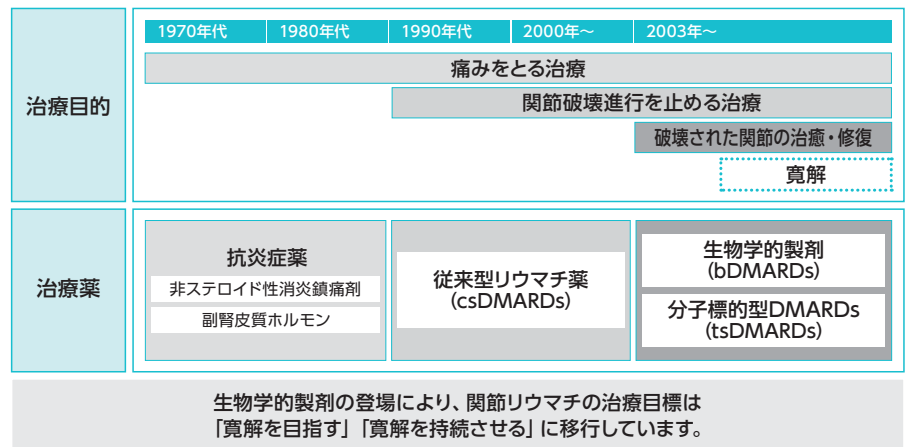 治療目的
1970年代
1980年代
1990年代
2000年～
2003年～
痛みをとる治療
関節破壊進行を止める治療
破壊された関節の治癒・修復
寛解
治療薬
抗炎症薬
非ステロイド性消炎鎮痛剤
副腎皮質ホルモン
従来型リウマチ薬
(csDMARDs)
生物学的製剤
(bDMARDs)
分子標的型DMARDs
(tsDMARDs)
生物学的製剤の登場により、関節リウマチの治療目標は
「寛解を目指す」「寛解を持続させる」に移行しています。